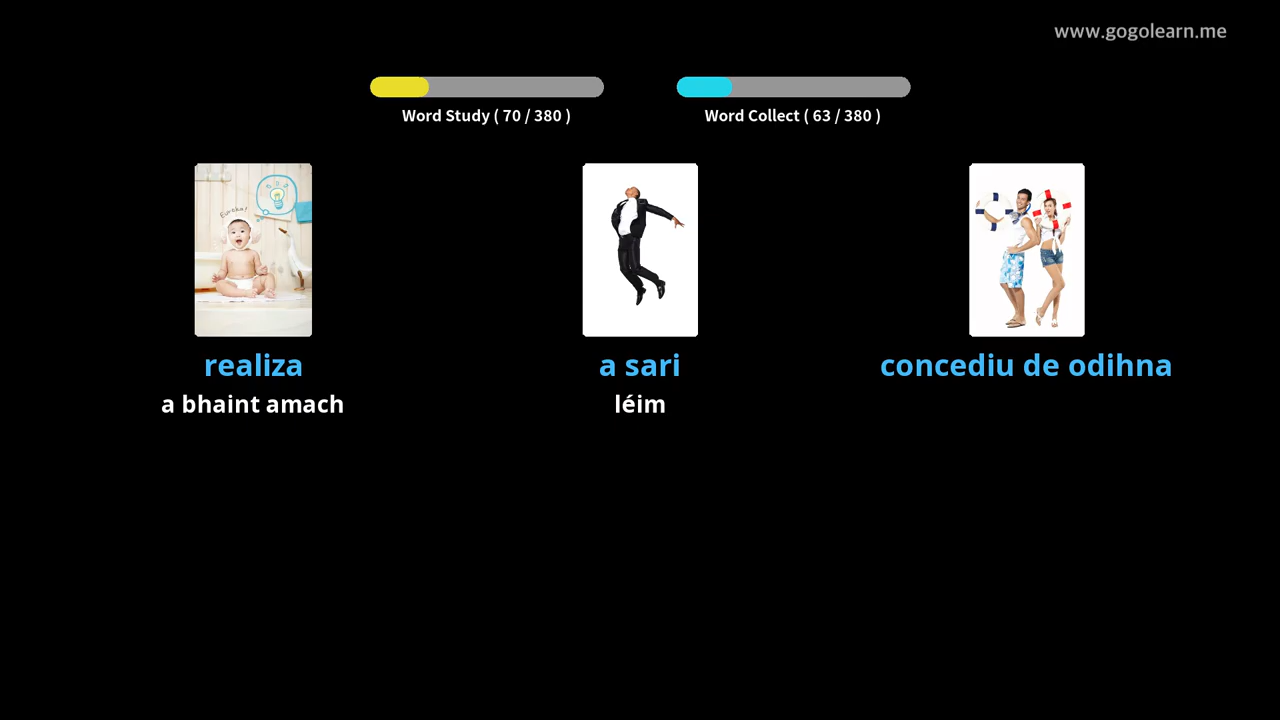 www.gogolearn.me
Word Study ( 70 / 380 )
Word Collect ( 63 / 380 )
Eureka!
realiza
a sari
concediu de odihna
a bhaint amach
léim